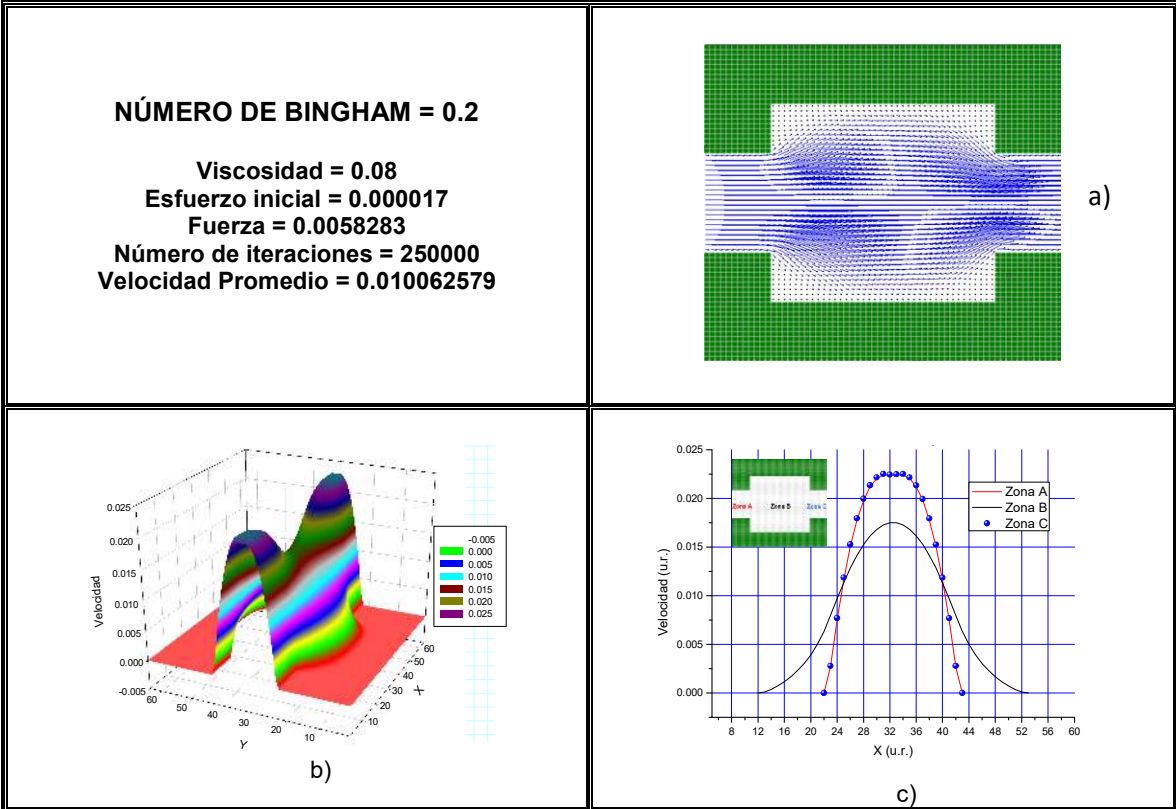 NÚMERO DE BINGHAM = 0.2
Viscosidad = 0.08
Esfuerzo inicial = 0.000017
Fuerza = 0.0058283
Número de iteraciones = 250000
Velocidad Promedio = 0.010062579
a)
0.025
0.020
0.015
0.010
0.005
0.000
-0.005
Velocidad
60
50
40
30
20
10
Y
10
20
30
40
50
60
X
-0.005
0.000
0.005
0.010
0.015
0.020
0.025
b)
0.025
0.020
0.015
0.010
0.005
0.000
Velocidad (u.r.)
Zona A
Zona B
Zona C
Zona A
Zona B
Zona C
8 12 16 20 24 28 32 36 40 44 48 52 56 60
X (u.r.)
c)